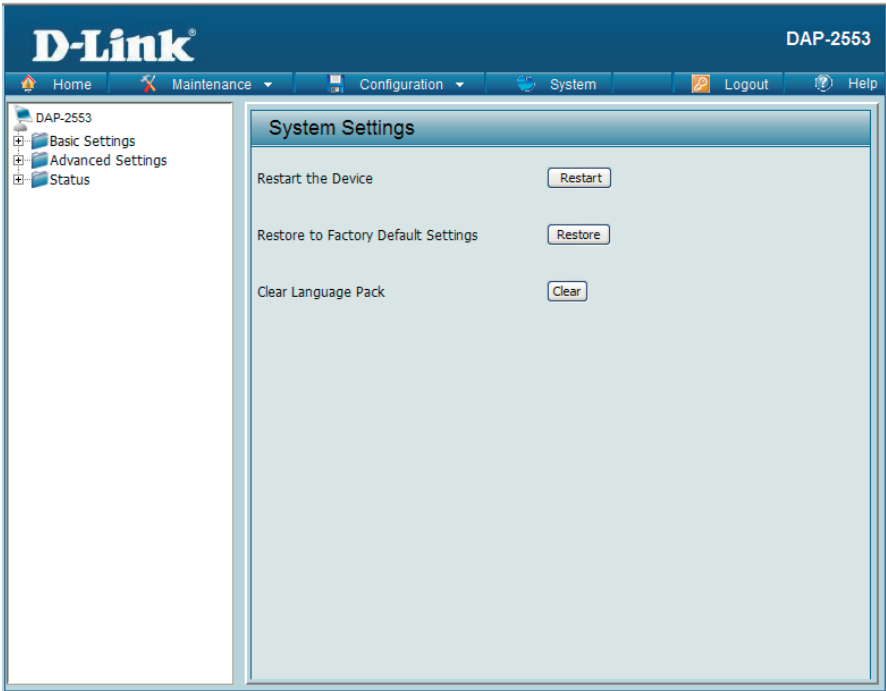 D-Link®
DAP-2553
Home Maintenance Configuration System Logout Help
DAP-2553
Basic Settings
Advanced Settings
Status
System Settings
Restart the Device Restart
Restore to Factory Default Settings Restore
Clear Language Pack Clear